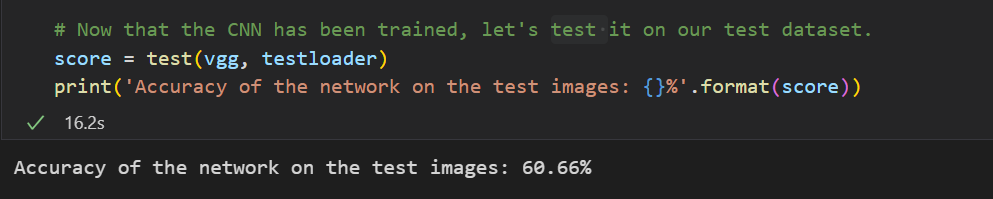 # Now that the CNN has been trained, let's test it on our test dataset.
score = test(vgg, testloader)
print('Accuracy of the network on the test images: {}%'.format(score))
16.2s
Accuracy of the network on the test images: 60.66%